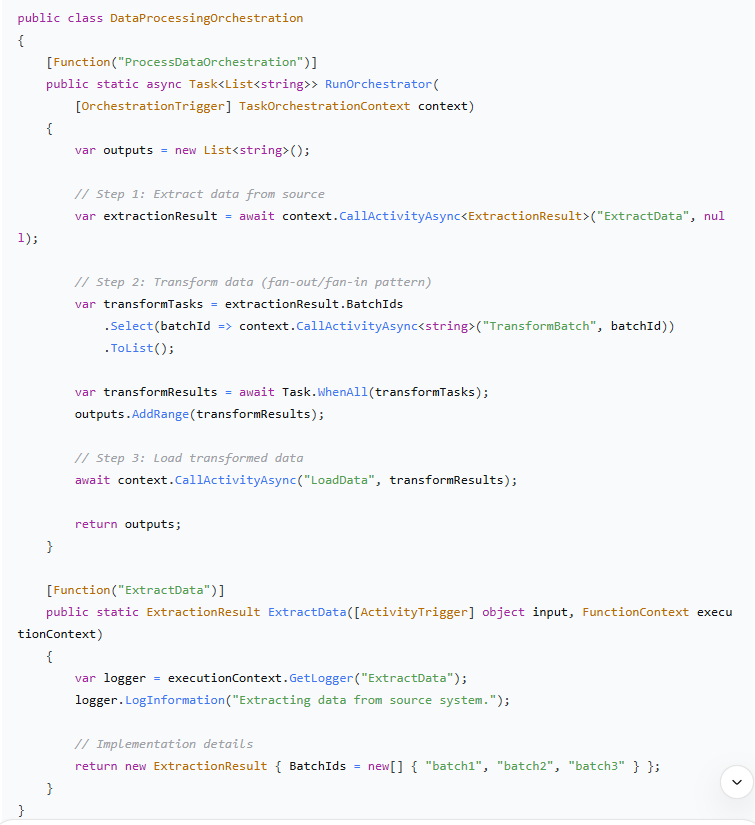 public class DataProcessingOrchestration
{
    [Function("ProcessDataOrchestration")]
    public static async Task<List<string>> RunOrchestrator(
        [OrchestrationTrigger] TaskOrchestrationContext context)
    {
        var outputs = new List<string>();

        // Step 1: Extract data from source
        var extractionResult = await context.CallActivityAsync<ExtractionResult>("ExtractData", nul
l);

        // Step 2: Transform data (fan-out/fan-in pattern)
        var transformTasks = extractionResult.BatchIds
            .Select(batchId => context.CallActivityAsync<string>("TransformBatch", batchId))
            .ToList();

        var transformResults = await Task.WhenAll(transformTasks);
        outputs.AddRange(transformResults);

        // Step 3: Load transformed data
        await context.CallActivityAsync("LoadData", transformResults);

        return outputs;
    }

    [Function("ExtractData")]
    public static ExtractionResult ExtractData([ActivityTrigger] object input, FunctionContext execu
tionContext)
    {
        var logger = executionContext.GetLogger("ExtractData");
        logger.LogInformation("Extracting data from source system.");

        // Implementation details
        return new ExtractionResult { BatchIds = new[] { "batch1", "batch2", "batch3" } };
    }
}